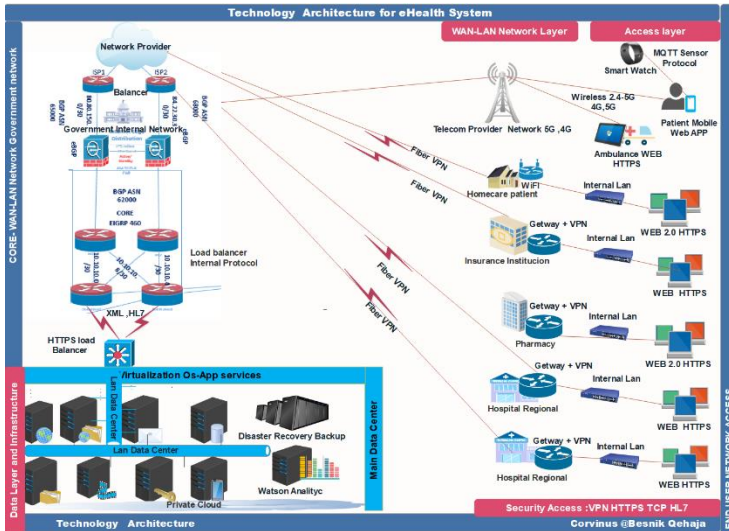 Technology Architecture for eHealth System
CORE- WAN-LAN Network Government network
Network Provider
ISP2
Balancer
BGP ASN
65000
BGP ASN
Government Internal Network
eBGP
BGP ASN
62000
CORE
EIGRP 460
Load balancer
Internal Protocol
XML ,HL7
HTTPS load
Balancer
WAN-LAN Network Layer
Access layer
MQTT Sensor
Protocol
Smart Watch
Wireless 2.4-5G
4G,5G
Patient Mobile
Web APP
Telecom Provider Network 5G ,4G
Ambulance WEB
HTTPS
Fiber VPN
WiFI
Homecare patient
Internal Lan
WEB 2.0 HTTPS
Fiber VPN
Getway + VPN
Insurance Institucion
Internal Lan
WEB HTTPS
Fiber VPN
Getway + VPN
Pharmacy
Internal Lan
WEB 2.0 HTTPS
Fiber VPN
Getway + VPN
Hospital Regional
Internal Lan
WEB HTTPS
Getway + VPN
Hospital Regional
Internal Lan
WEB HTTPS
Data Layer and Infrastructure
Virtualization Os-App services
Lan Data Center
Disaster Recovery Backup
Lan Data Center
Private Cloud
Watson Analityc
Main Data Center
Security Access :VPN HTTPS TCP HL7
END USER NETWORK ACCESS
Technology Architecture
Corvinus @Besnik Qehaja